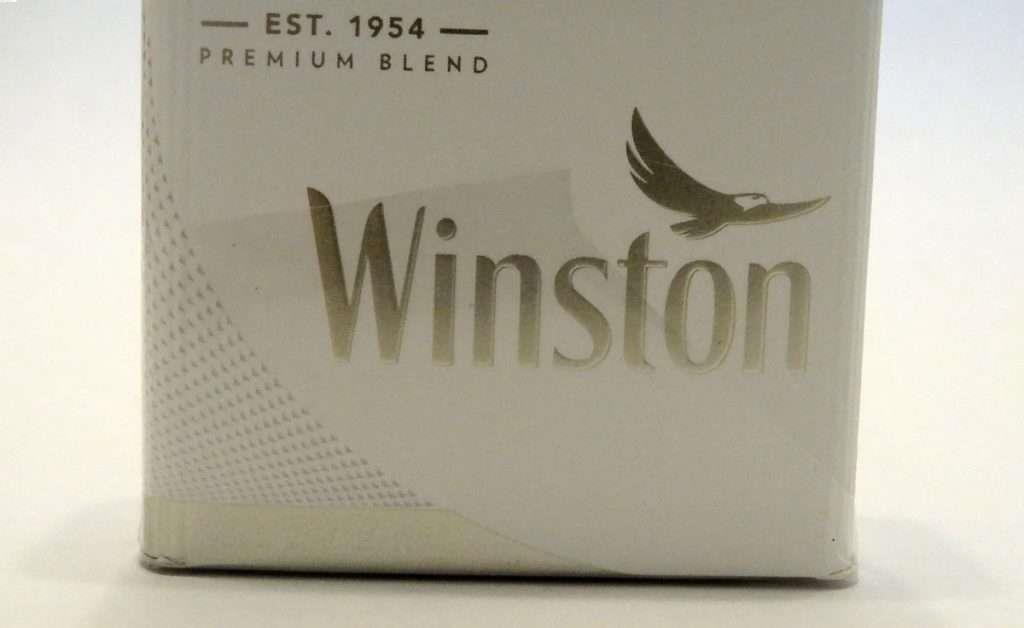 EST. 1954
PREMIUM BLEND
Winston